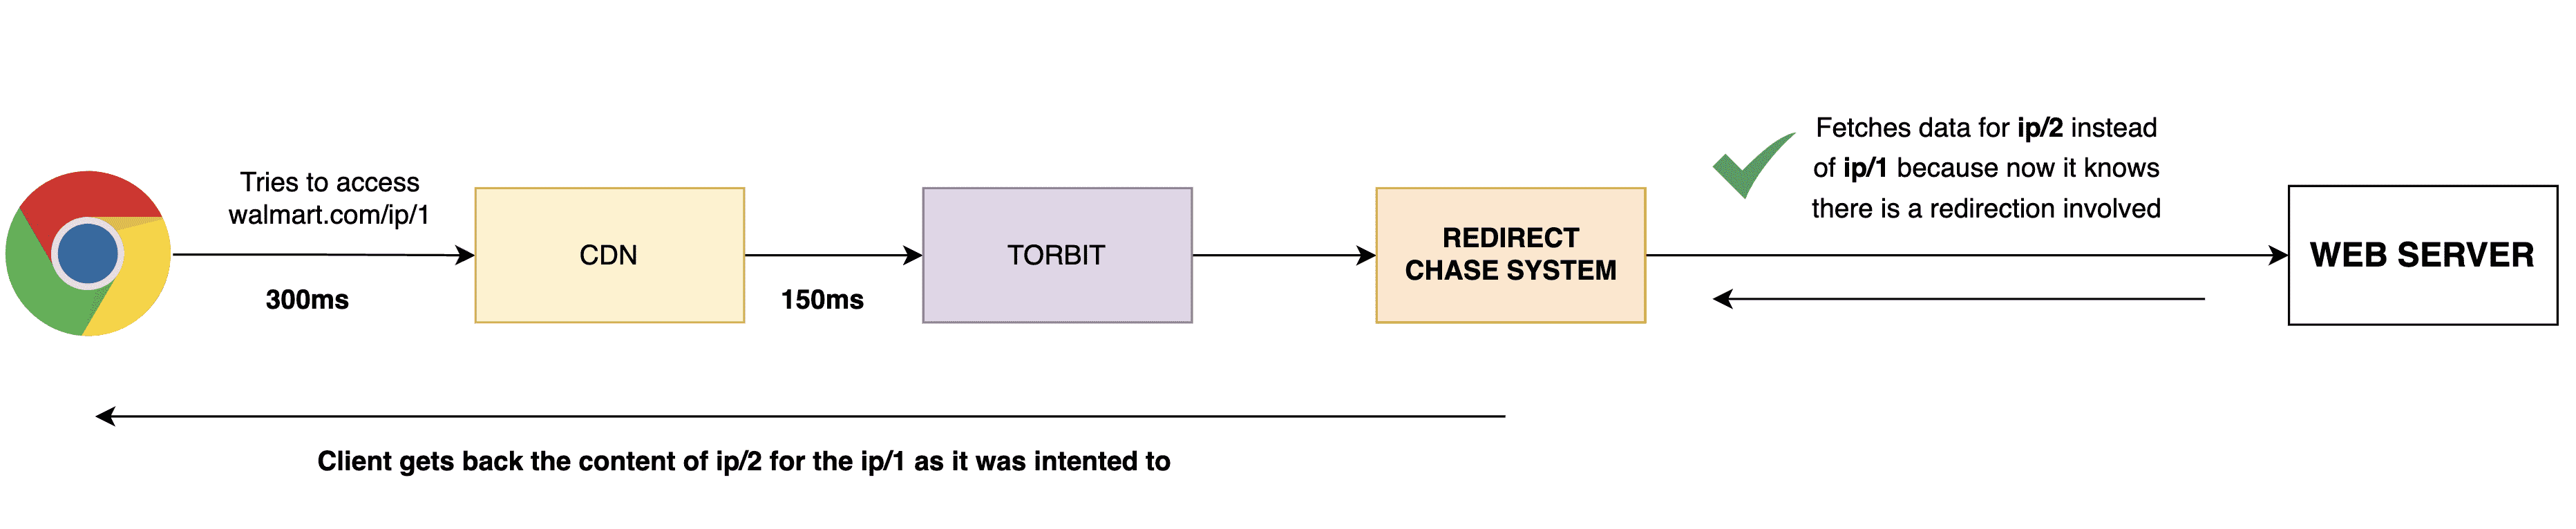 Tries to access
walmart.com/ip/1
300ms
CDN
150ms
TORBIT
REDIRECT
CHASE SYSTEM
Fetches data for ip/2 instead
of ip/1 because now it knows
there is a redirection involved
WEB SERVER
Client gets back the content of ip/2 for the ip/1 as it was intented to